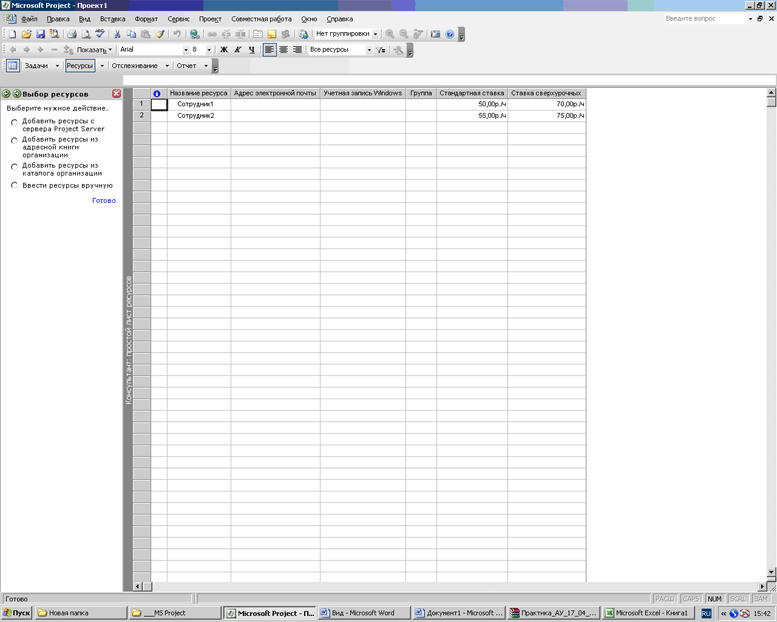 Microsoft Project - Проект1
Файл Правка Вид Вставка Формат Сервис Проект Совместная работа Окно Справка Введите вопрос
Нет группировки
Показать Arial 8 Ж К Ч Все ресурсы
Задачи Ресурсы Отслеживание Отчет
Выбор ресурсов
Выберите нужное действие.
Добавить ресурсы с
сервера Project Server
Добавить ресурсы из
адресной книги
организации
Добавить ресурсы из
каталога организации
Ввести ресурсы вручную
Готово
Консультант: простой лист ресурсов
Название ресурса Адрес электронной почты Учетная запись Windows Группа Стандартная ставка Ставка сверхурочных
1 Сотрудник1 50,00р./ч 70,00р./ч
2 Сотрудник2 55,00р./ч 75,00р./ч
Готово РАСШ CAPS NUM SCRL ЗАМ
Пуск Новая папка ___MS Project Microsoft Project - П... Вид - Microsoft Word Документ1 - Microsoft ... Практика_АУ_17_04_... Microsoft Excel - Книга1 RU « 15:42